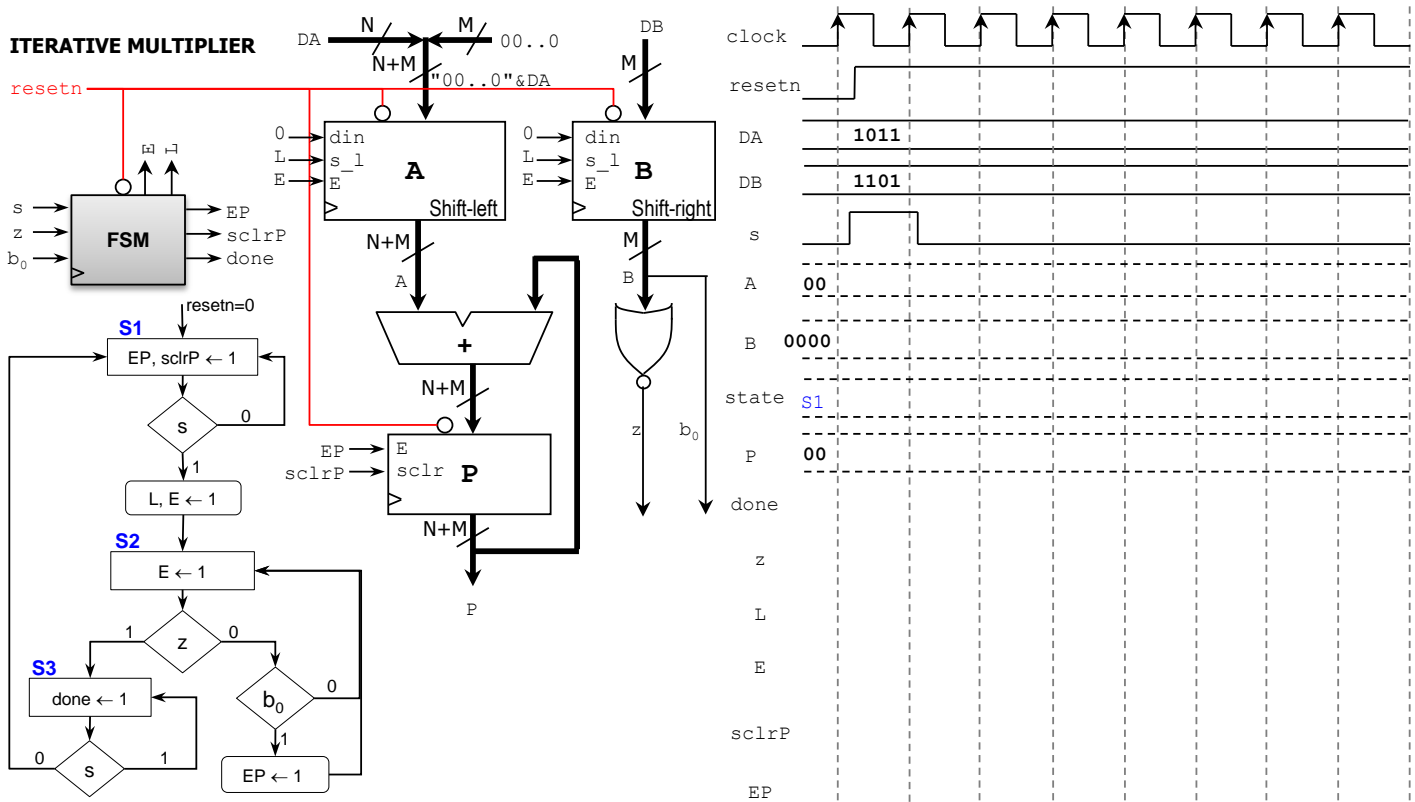 ITERATIVE MULTIPLIER
DA
N
M
00..0
N+M
"00..0"&DA
DB
M
resetn
0
din
L
s_l
E
E
A
Shift-left
0
din
L
s_l
E
E
B
Shift-right
E
L
s
z
b0
FSM
EP
sclrP
done
N+M
A
M
B
resetn=0
S1
EP, sclrP ← 1
s
0
1
L, E ← 1
S2
E ← 1
z
1
0
S3
done ← 1
s
0
1
b0
0
1
EP ← 1
+
N+M
EP
E
sclrP
sclr
P
N+M
P
z
b0
clock
resetn
DA
1011
DB
1101
s
A
00
B
0000
state
S1
P
00
done
z
L
E
sclrP
EP